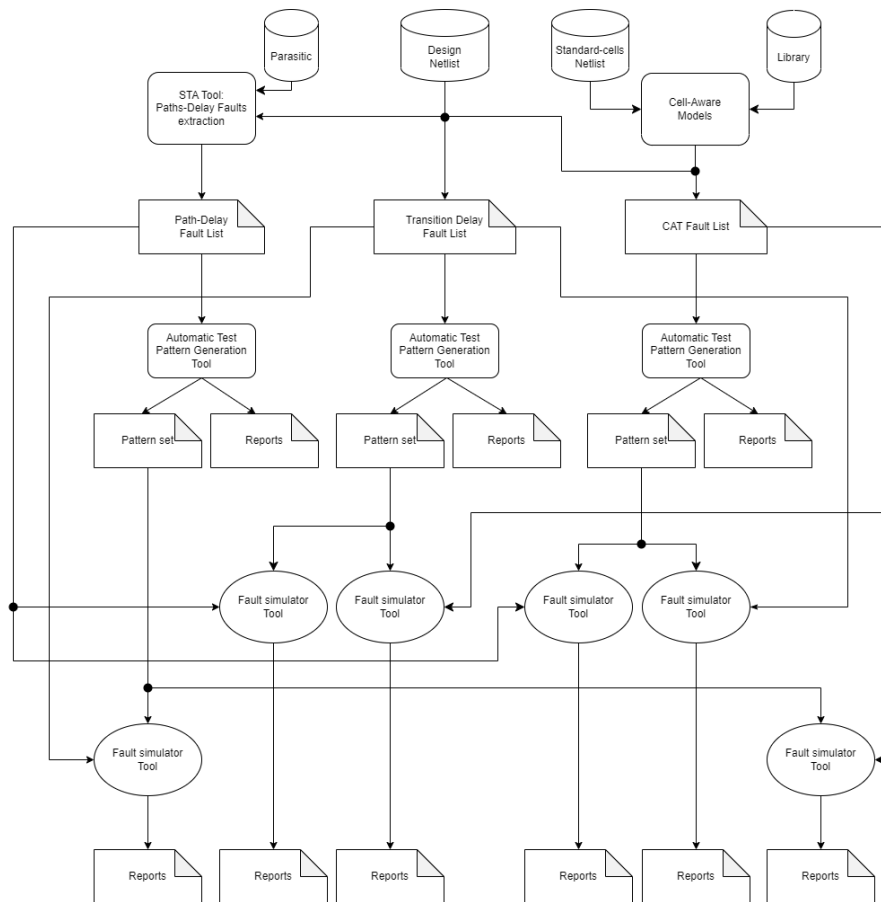 Parasitic
Design
Netlist
Standard-cells
Netlist
Library
STA Tool:
Paths-Delay Faults
extraction
Cell-Aware
Models
Path-Delay
Fault List
Transition Delay
Fault List
CAT Fault List
Automatic Test
Pattern Generation
Tool
Automatic Test
Pattern Generation
Tool
Automatic Test
Pattern Generation
Tool
Pattern set
Reports
Pattern set
Reports
Pattern set
Reports
Fault simulator
Tool
Fault simulator
Tool
Fault simulator
Tool
Fault simulator
Tool
Fault simulator
Tool
Fault simulator
Tool
Reports
Reports
Reports
Reports
Reports
Reports